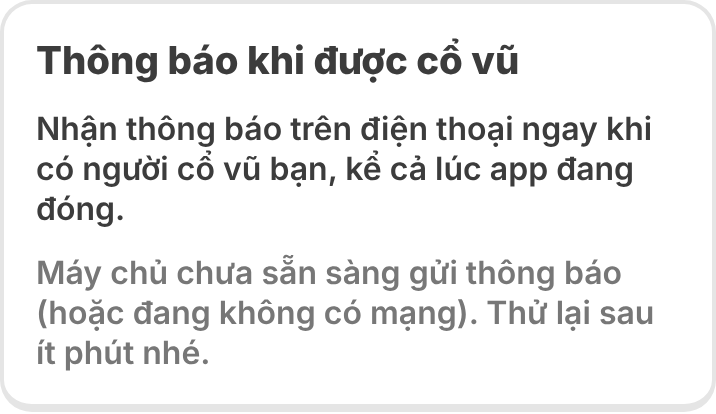 Thông báo khi được cổ vũ
Nhận thông báo trên điện thoại ngay khi
có người cổ vũ bạn, kể cả lúc app đang
đóng.
Máy chủ chưa sẵn sàng gửi thông báo
(hoặc đang không có mạng). Thử lại sau
ít phút nhé.